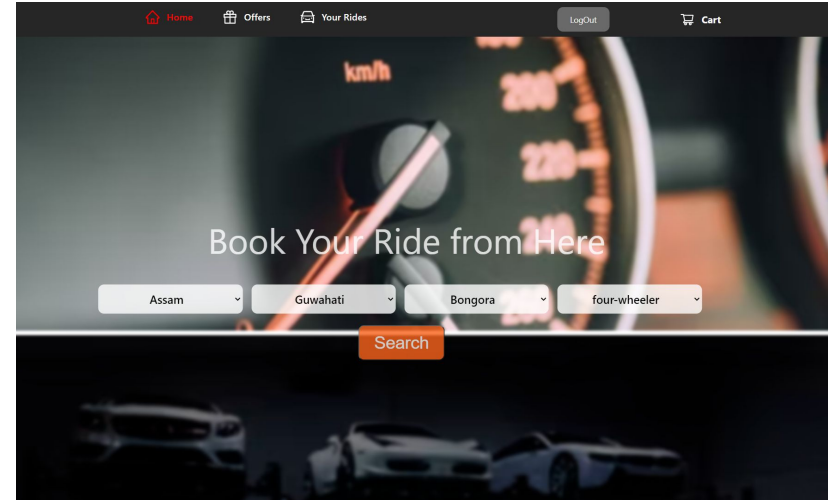 Home Offers Your Rides LogOut Cart
km/h
200
220
240
Book Your Ride from Here
Assam Guwahati Bongora four-wheeler
Search